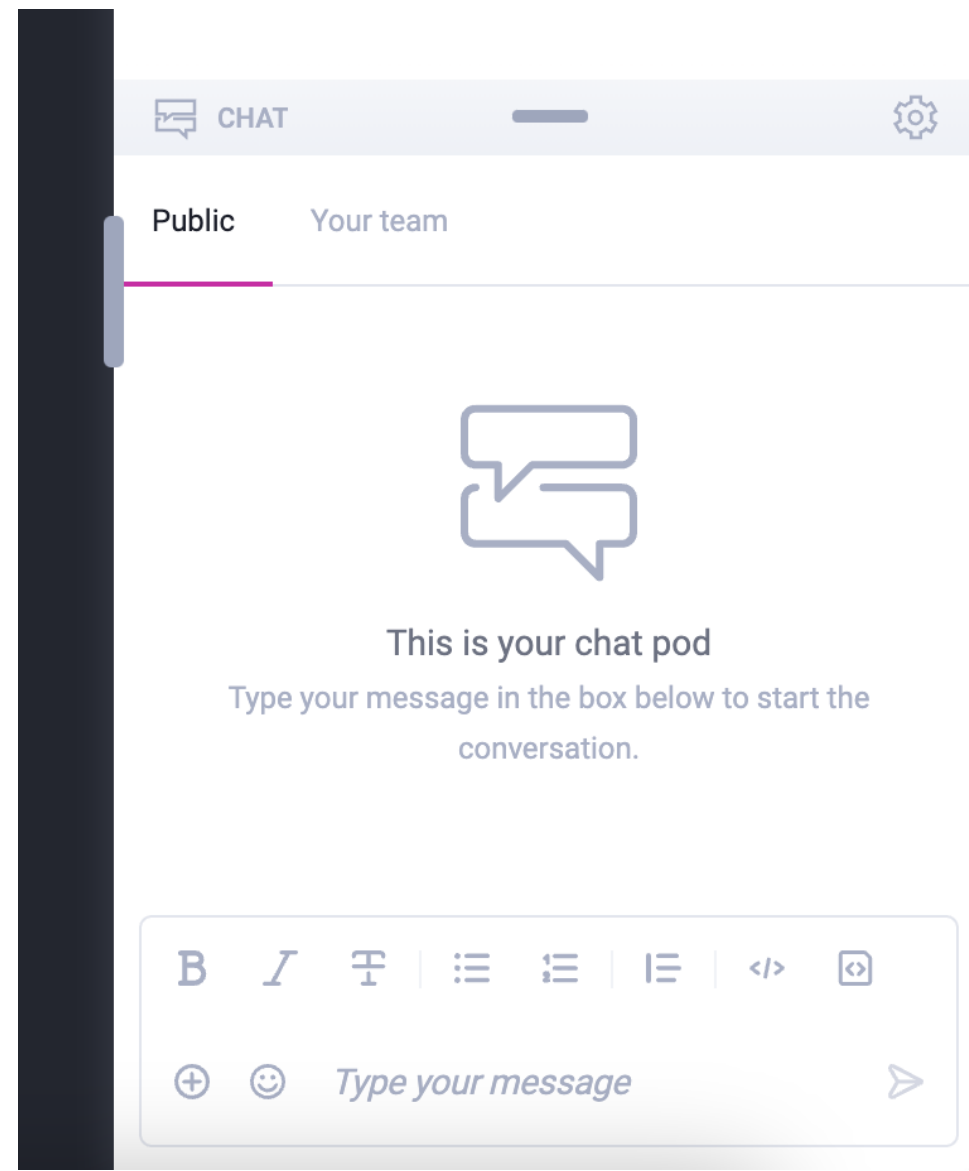 CHAT
Public
Your team
This is your chat pod
Type your message in the box below to start the
conversation.
B I T
Type your message